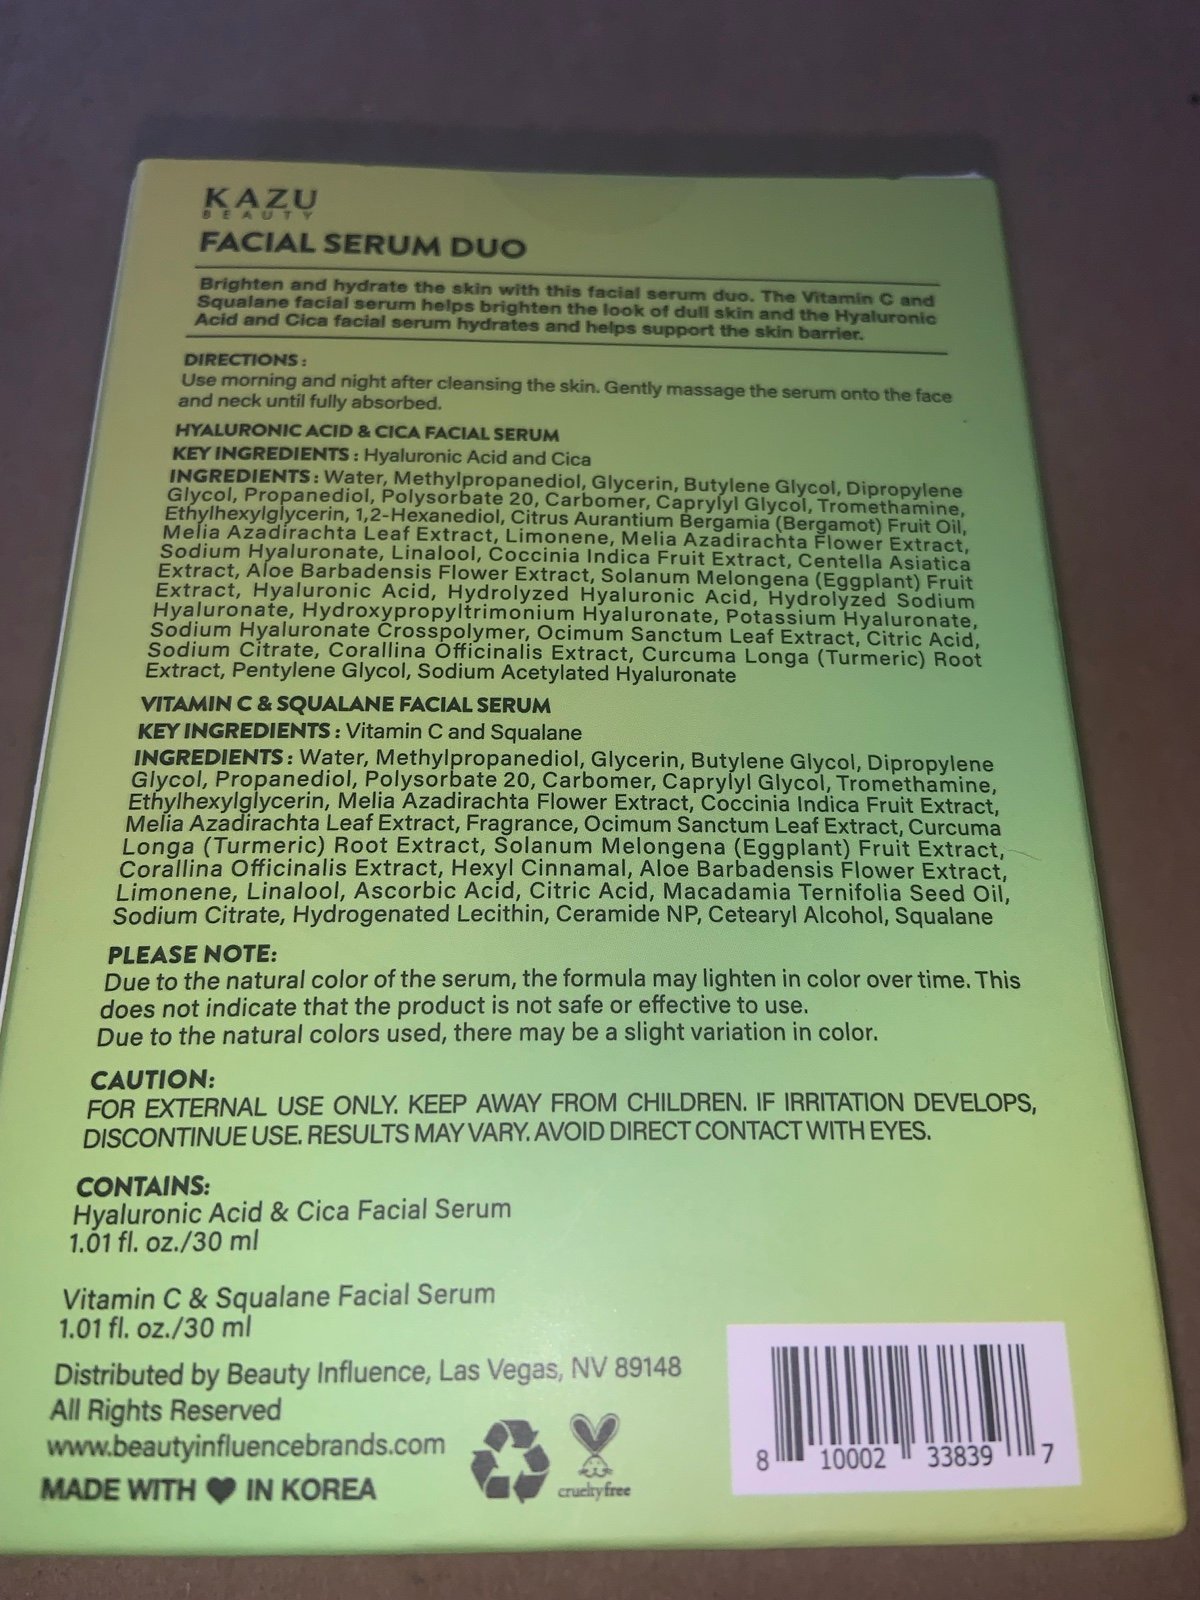 KAZU
BEAUTY
FACIAL SERUM DUO
Brighten and hydrate the skin with this facial serum duo. The Vitamin C and
Squalane facial serum helps brighten the look of dull skin and the Hyaluronic
Acid and Cica facial serum hydrates and helps support the skin barrier.
DIRECTIONS:
Use morning and night after cleansing the skin. Gently massage the serum onto the face
and neck until fully absorbed.
HYALURONIC ACID & CICA FACIAL SERUM
KEY INGREDIENTS: Hyaluronic Acid and Cica
INGREDIENTS: Water, Methylpropanediol, Glycerin, Butylene Glycol, Dipropylene
Glycol, Propanediol, Polysorbate 20, Carbomer, Caprylyl Glycol, Tromethamine,
Ethylhexylglycerin, 1,2-Hexanediol, Citrus Aurantium Bergamia (Bergamot) Fruit Oil,
Melia Azadirachta Leaf Extract, Limonene, Melia Azadirachta Flower Extract,
Sodium Hyaluronate, Linalool, Coccinia Indica Fruit Extract, Centella Asiatica
Extract, Aloe Barbadensis Flower Extract, Solanum Melongena (Eggplant) Fruit
Extract, Hyaluronic Acid, Hydrolyzed Hyaluronic Acid, Hydrolyzed Sodium
Hyaluronate, Hydroxypropyltrimonium Hyaluronate, Potassium Hyaluronate,
Sodium Hyaluronate Crosspolymer, Ocimum Sanctum Leaf Extract, Citric Acid,
Sodium Citrate, Corallina Officinalis Extract, Curcuma Longa (Turmeric) Root
Extract, Pentylene Glycol, Sodium Acetylated Hyaluronate
VITAMIN C & SQUALANE FACIAL SERUM
KEY INGREDIENTS: Vitamin C and Squalane
INGREDIENTS: Water, Methylpropanediol, Glycerin, Butylene Glycol, Dipropylene
Glycol, Propanediol, Polysorbate 20, Carbomer, Caprylyl Glycol, Tromethamine,
Ethylhexylglycerin, Melia Azadirachta Flower Extract, Coccinia Indica Fruit Extract,
Melia Azadirachta Leaf Extract, Fragrance, Ocimum Sanctum Leaf Extract, Curcuma
Longa (Turmeric) Root Extract, Solanum Melongena (Eggplant) Fruit Extract,
Corallina Officinalis Extract, Hexyl Cinnamal, Aloe Barbadensis Flower Extract,
Limonene, Linalool, Ascorbic Acid, Citric Acid, Macadamia Ternifolia Seed Oil,
Sodium Citrate, Hydrogenated Lecithin, Ceramide NP, Cetearyl Alcohol, Squalane
PLEASE NOTE:
Due to the natural color of the serum, the formula may lighten in color over time. This
does not indicate that the product is not safe or effective to use.
Due to the natural colors used, there may be a slight variation in color.
CAUTION:
FOR EXTERNAL USE ONLY. KEEP AWAY FROM CHILDREN. IF IRRITATION DEVELOPS,
DISCONTINUE USE. RESULTS MAY VARY. AVOID DIRECT CONTACT WITH EYES.
CONTAINS:
Hyaluronic Acid & Cica Facial Serum
1.01 fl. oz./30 ml
Vitamin C & Squalane Facial Serum
1.01 fl. oz./30 ml
Distributed by Beauty Influence, Las Vegas, NV 89148
All Rights Reserved
www.beautyinfluencebrands.com
MADE WITH ♥ IN KOREA
cruelty free
8 10002 33839 7